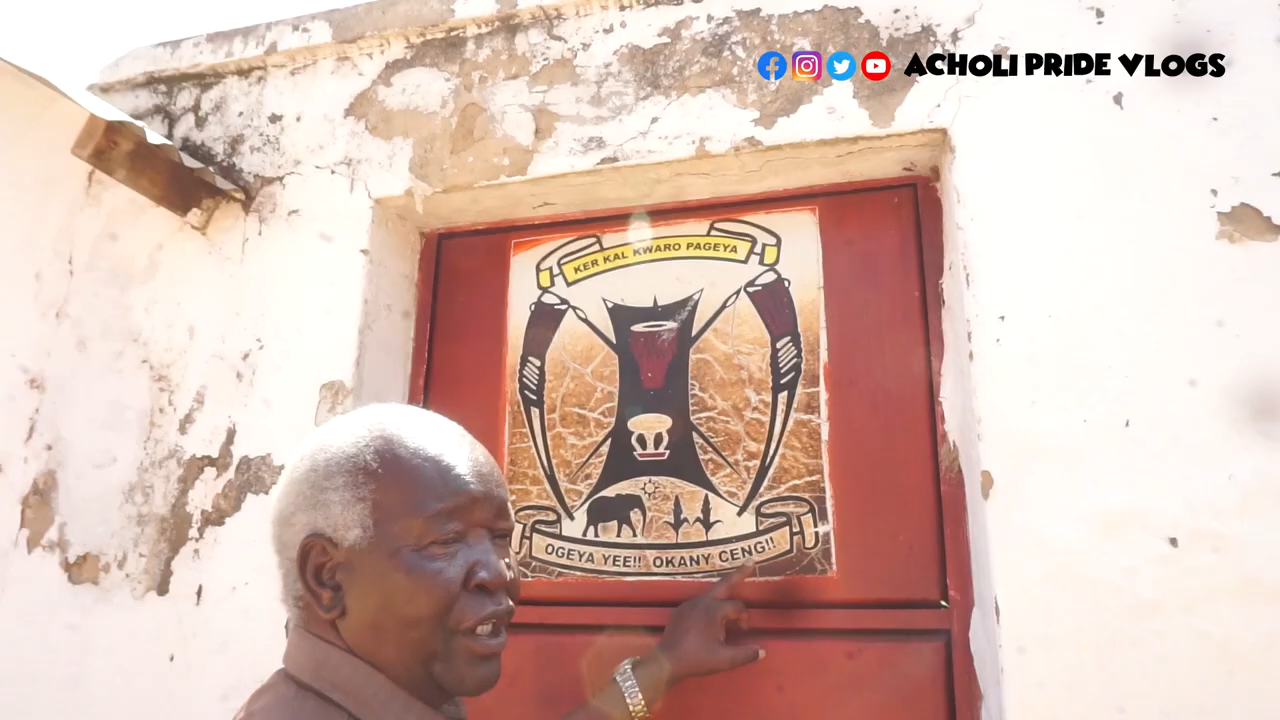 ACHOLI PRIDE VLOGS
KER KAL KWARO PAGEYA
OGEYA YEE!! OKANY CENG!!